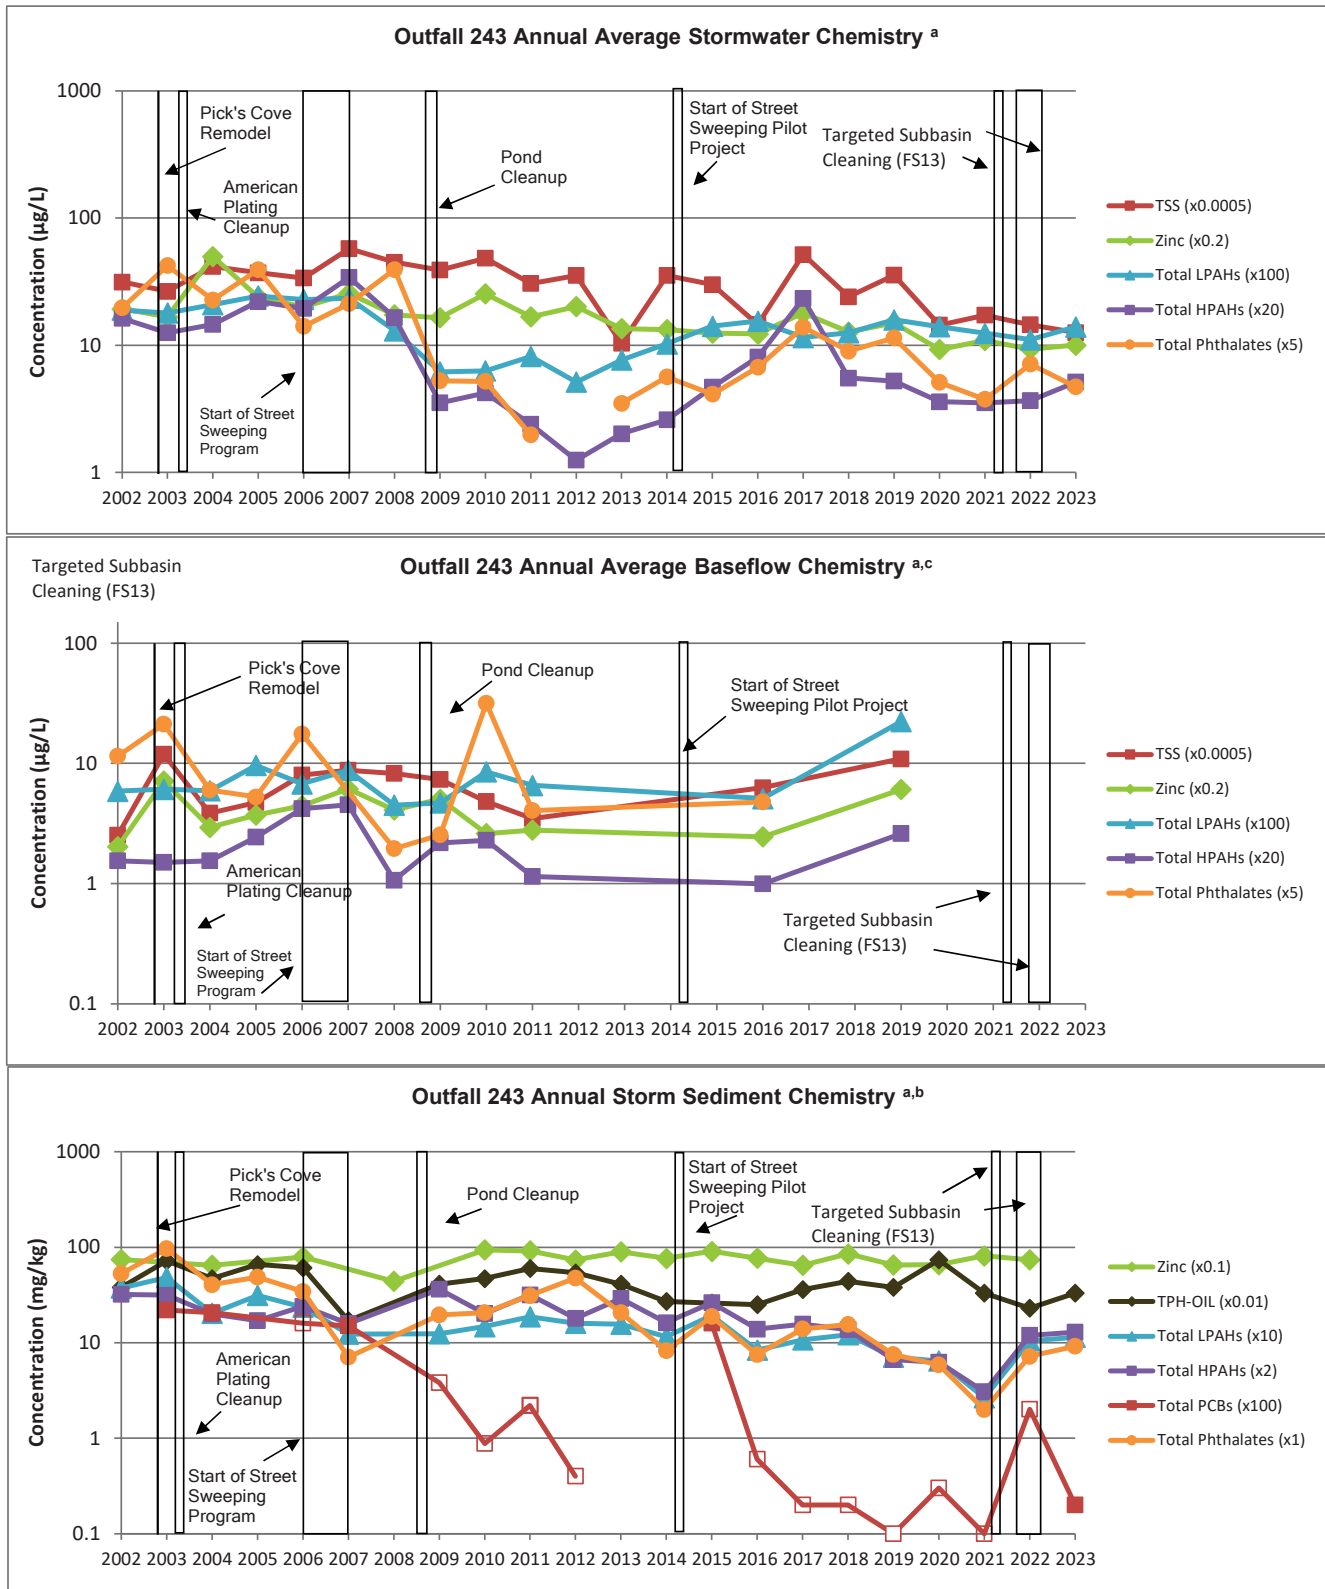 Outfall 243 Annual Average Stormwater Chemistry a
1000
100
10
1
Concentration (µg/L)
Pick's Cove
Remodel
American
Plating
Cleanup
Start of Street
Sweeping
Program
Pond
Cleanup
Start of Street
Sweeping Pilot
Project
Targeted Subbasin
Cleaning (FS13)
2002 2003 2004 2005 2006 2007 2008 2009 2010 2011 2012 2013 2014 2015 2016 2017 2018 2019 2020 2021 2022 2023
TSS (x0.0005)
Zinc (x0.2)
Total LPAHs (x100)
Total HPAHs (x20)
Total Phthalates (x5)
Targeted Subbasin
Cleaning (FS13)
Outfall 243 Annual Average Baseflow Chemistry a,c
100
10
1
0.1
Concentration (µg/L)
Pick's Cove
Remodel
American
Plating Cleanup
Start of Street
Sweeping
Program
Pond Cleanup
Start of Street
Sweeping Pilot Project
Targeted Subbasin
Cleaning (FS13)
2002 2003 2004 2005 2006 2007 2008 2009 2010 2011 2012 2013 2014 2015 2016 2017 2018 2019 2020 2021 2022 2023
TSS (x0.0005)
Zinc (x0.2)
Total LPAHs (x100)
Total HPAHs (x20)
Total Phthalates (x5)
Outfall 243 Annual Storm Sediment Chemistry a,b
1000
100
10
1
0.1
Concentration (mg/kg)
Pick's Cove
Remodel
American
Plating
Cleanup
Start of Street
Sweeping
Program
Pond Cleanup
Start of Street
Sweeping Pilot
Project
Targeted Subbasin
Cleaning (FS13)
2002 2003 2004 2005 2006 2007 2008 2009 2010 2011 2012 2013 2014 2015 2016 2017 2018 2019 2020 2021 2022 2023
Zinc (x0.1)
TPH-OIL (x0.01)
Total LPAHs (x10)
Total HPAHs (x2)
Total PCBs (x100)
Total Phthalates (x1)